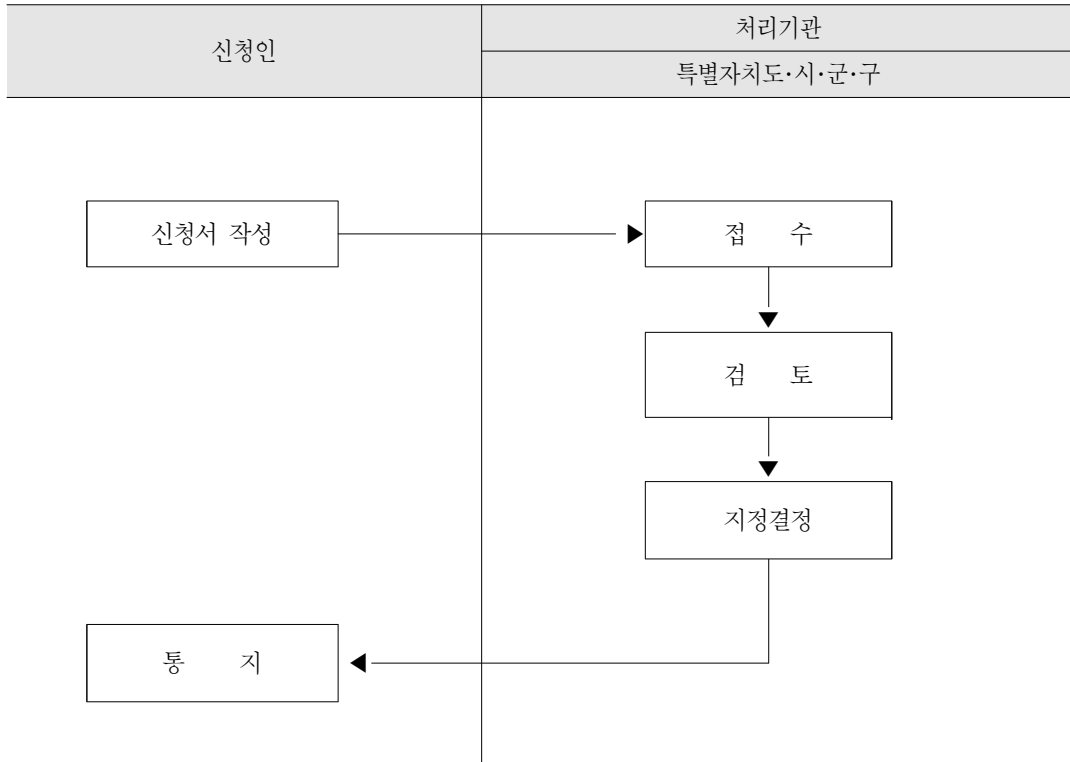 신청인
처리기관
특별자치도·시·군·구
신청서 작성
접 수
검 토
지정결정
통 지